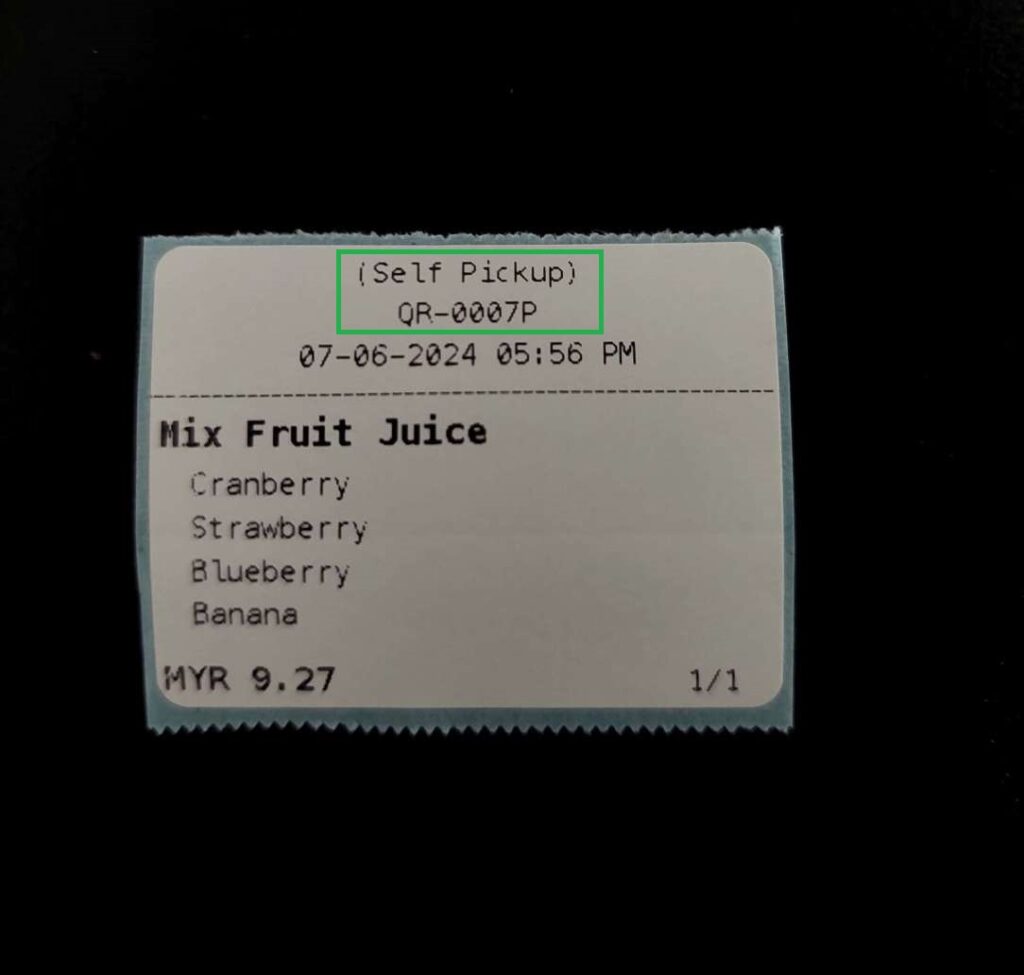 (Self Pickup)
QR-0007P
07-06-2024 05:56 PM
Mix Fruit Juice
Cranberry
Strawberry
Blueberry
Banana
MYR 9.27 1/1